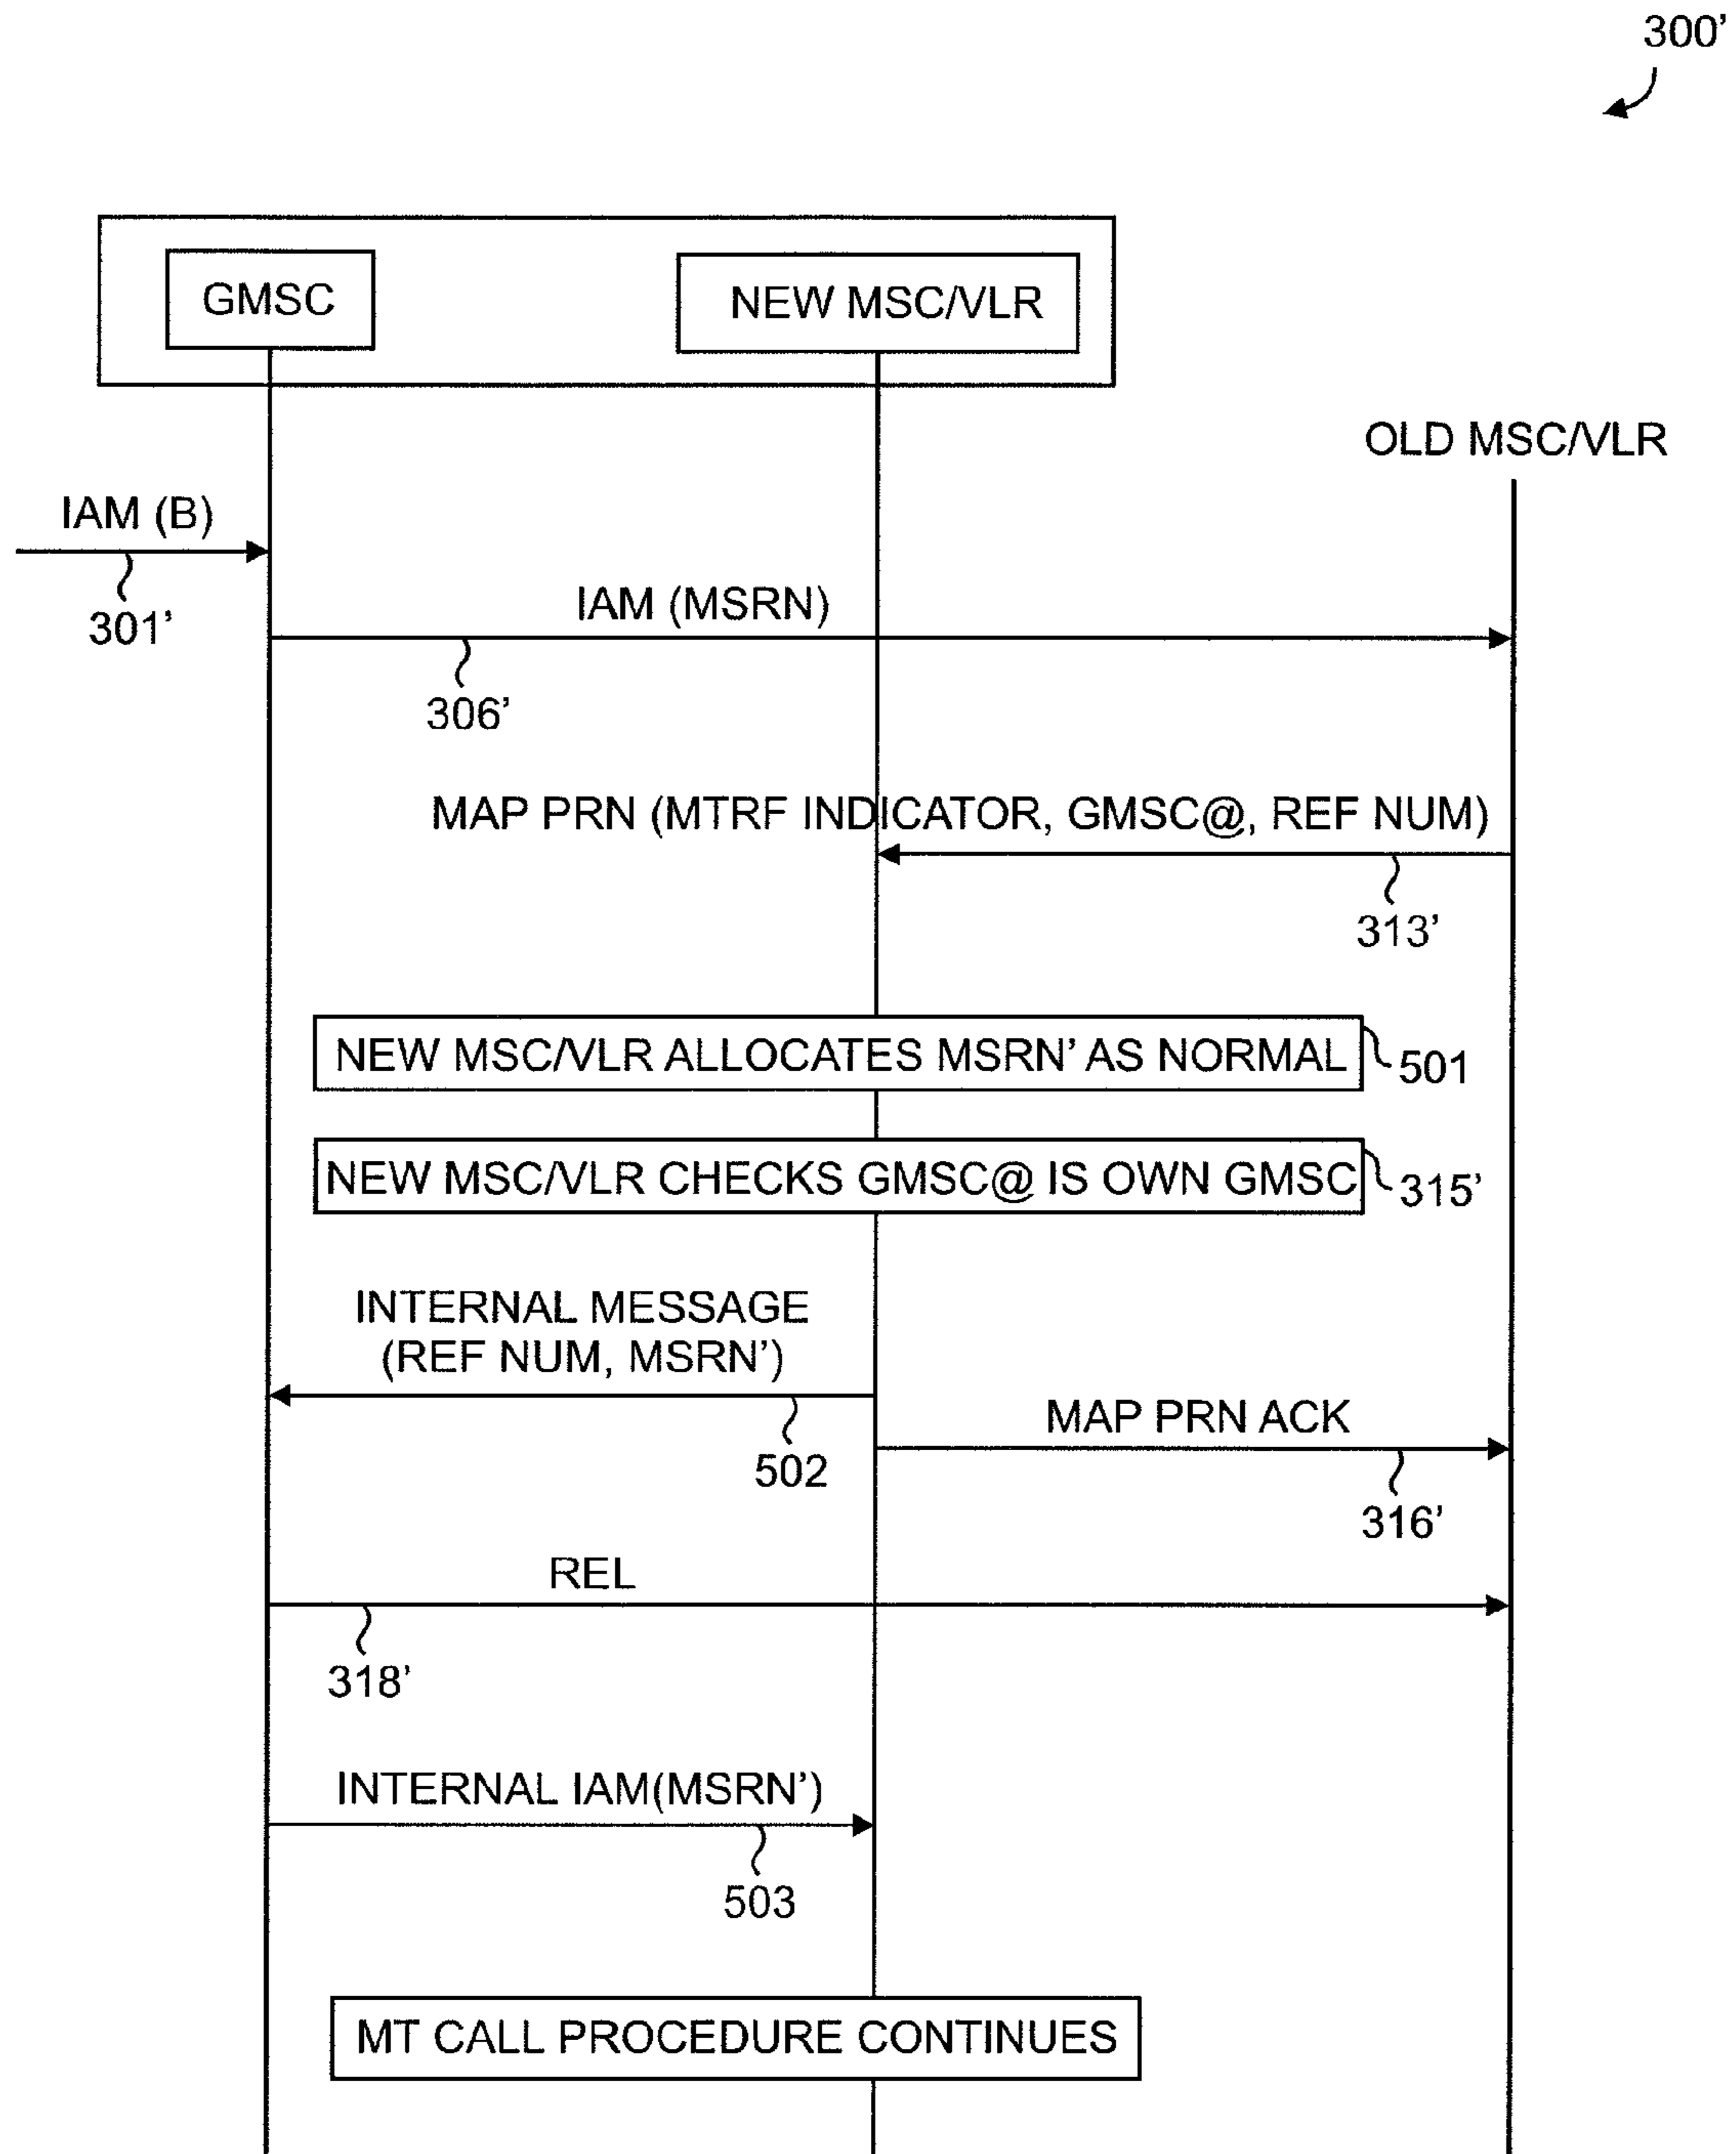 300’
GMSC
NEW MSC/VLR
OLD MSC/VLR
IAM (B)
301’
IAM (MSRN)
306’
MAP PRN (MTRF INDICATOR, GMSC@, REF NUM)
313’
NEW MSC/VLR ALLOCATES MSRN’ AS NORMAL
501
NEW MSC/VLR CHECKS GMSC@ IS OWN GMSC
315’
INTERNAL MESSAGE
(REF NUM, MSRN’)
502
MAP PRN ACK
316’
REL
318’
INTERNAL IAM(MSRN’)
503
MT CALL PROCEDURE CONTINUES